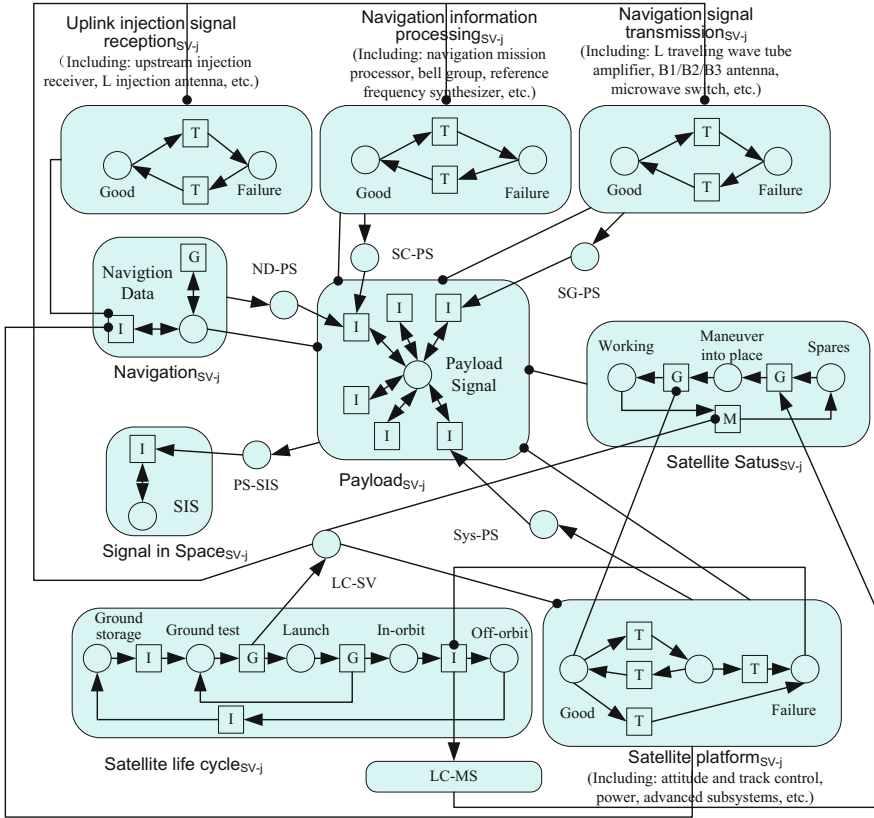 Uplink injection signal
reception SV-j
(Including: upstream injection
receiver, L injection antenna, etc.)
Navigation information
processing SV-j
(Including: navigation mission
processor, bell group, reference
frequency synthesizer, etc.)
Navigation signal
transmission SV-j
(Including: L traveling wave tube
amplifier, B1/B2/B3 antenna,
microwave switch, etc.)
T
T
Good
Failure
T
T
Good
Failure
T
T
Good
Failure
G
Navigtion
Data
I
Navigation SV-j
ND-PS
SC-PS
SG-PS
I
I
I
I
I
I
Payload
Signal
Payload SV-j
Working
Maneuver
into place
Spares
G
G
M
Satellite Satus SV-j
I
SIS
Signal in Space SV-j
PS-SIS
Sys-PS
LC-SV
Ground
storage
Ground test
Launch
In-orbit
Off-orbit
I
G
G
I
I
Satellite life cycle SV-j
LC-MS
T
T
T
T
Good
Failure
Satellite platform SV-j
(Including: attitude and track control,
power, advanced subsystems, etc.)